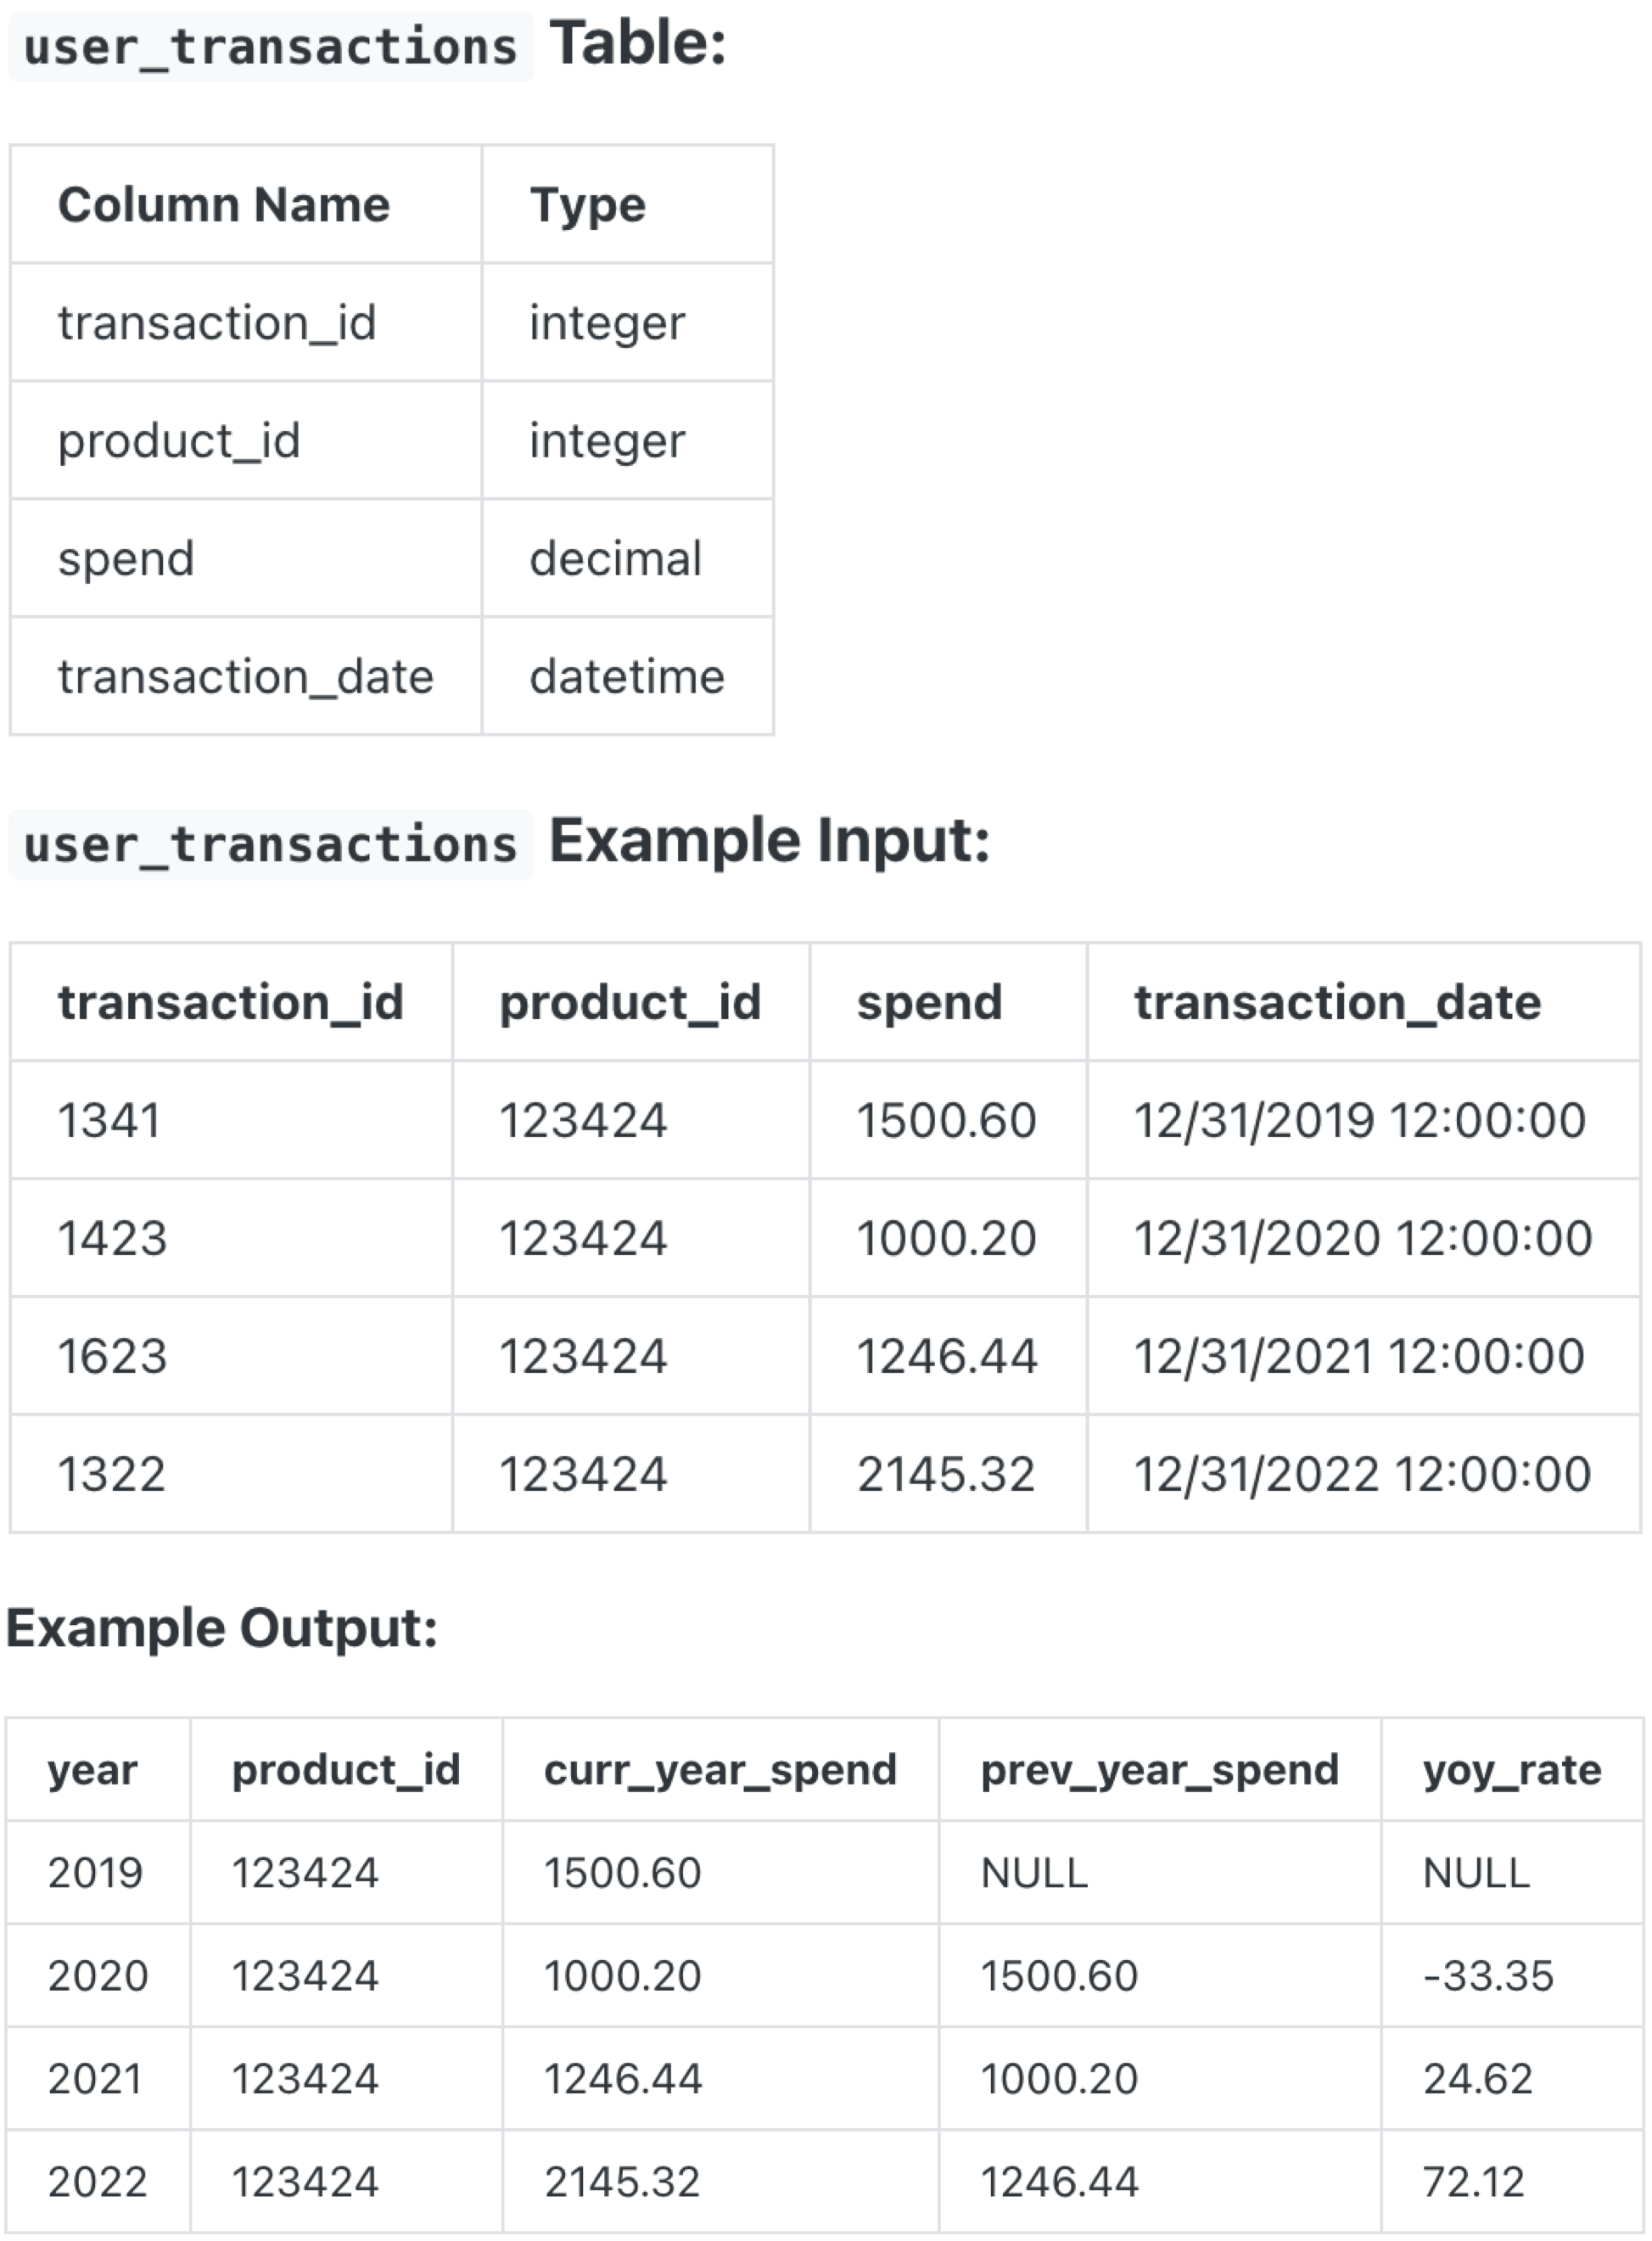 user_transactions Table:
Column Name Type
transaction_id integer
product_id integer
spend decimal
transaction_date datetime
user_transactions Example Input:
transaction_id product_id spend transaction_date
1341 123424 1500.60 12/31/2019 12:00:00
1423 123424 1000.20 12/31/2020 12:00:00
1623 123424 1246.44 12/31/2021 12:00:00
1322 123424 2145.32 12/31/2022 12:00:00
Example Output:
year product_id curr_year_spend prev_year_spend yoy_rate
2019 123424 1500.60 NULL NULL
2020 123424 1000.20 1500.60 -33.35
2021 123424 1246.44 1000.20 24.62
2022 123424 2145.32 1246.44 72.12